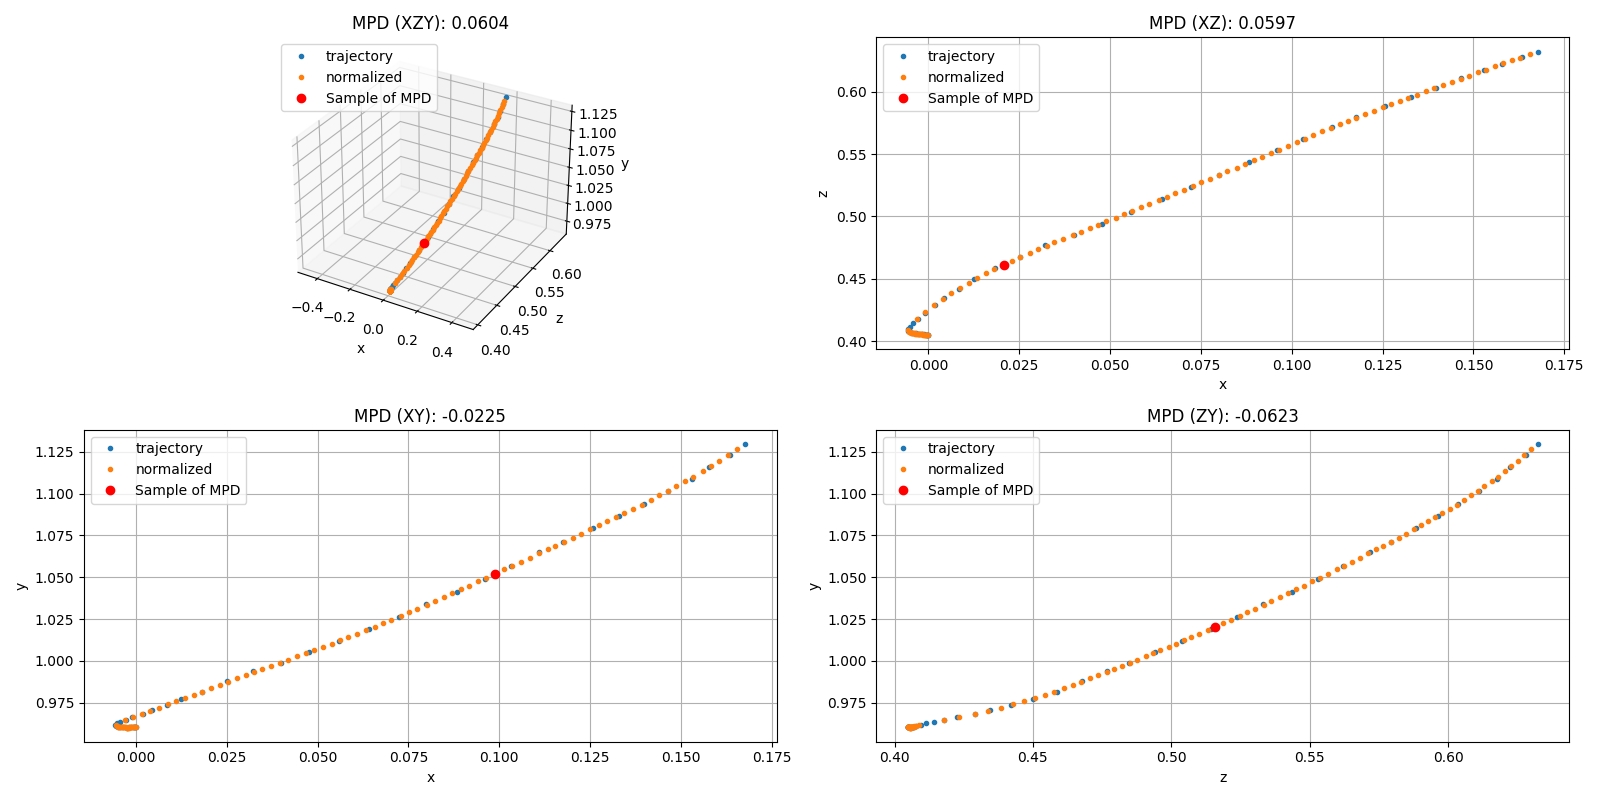 MPD (XZY): 0.0604
trajectory
normalized
Sample of MPD
1.125
1.100
1.075
1.050
1.025
1.000
0.975
y
0.60
0.55
0.50
0.45
0.40
z
−0.4
−0.2
0.0
0.2
0.4
x
MPD (XZ): 0.0597
trajectory
normalized
Sample of MPD
0.60
0.55
0.50
0.45
0.40
z
0.000 0.025 0.050 0.075 0.100 0.125 0.150 0.175
x
MPD (XY): -0.0225
trajectory
normalized
Sample of MPD
1.125
1.100
1.075
1.050
1.025
1.000
0.975
y
0.000 0.025 0.050 0.075 0.100 0.125 0.150 0.175
x
MPD (ZY): -0.0623
trajectory
normalized
Sample of MPD
1.125
1.100
1.075
1.050
1.025
1.000
0.975
y
0.40 0.45 0.50 0.55 0.60
z